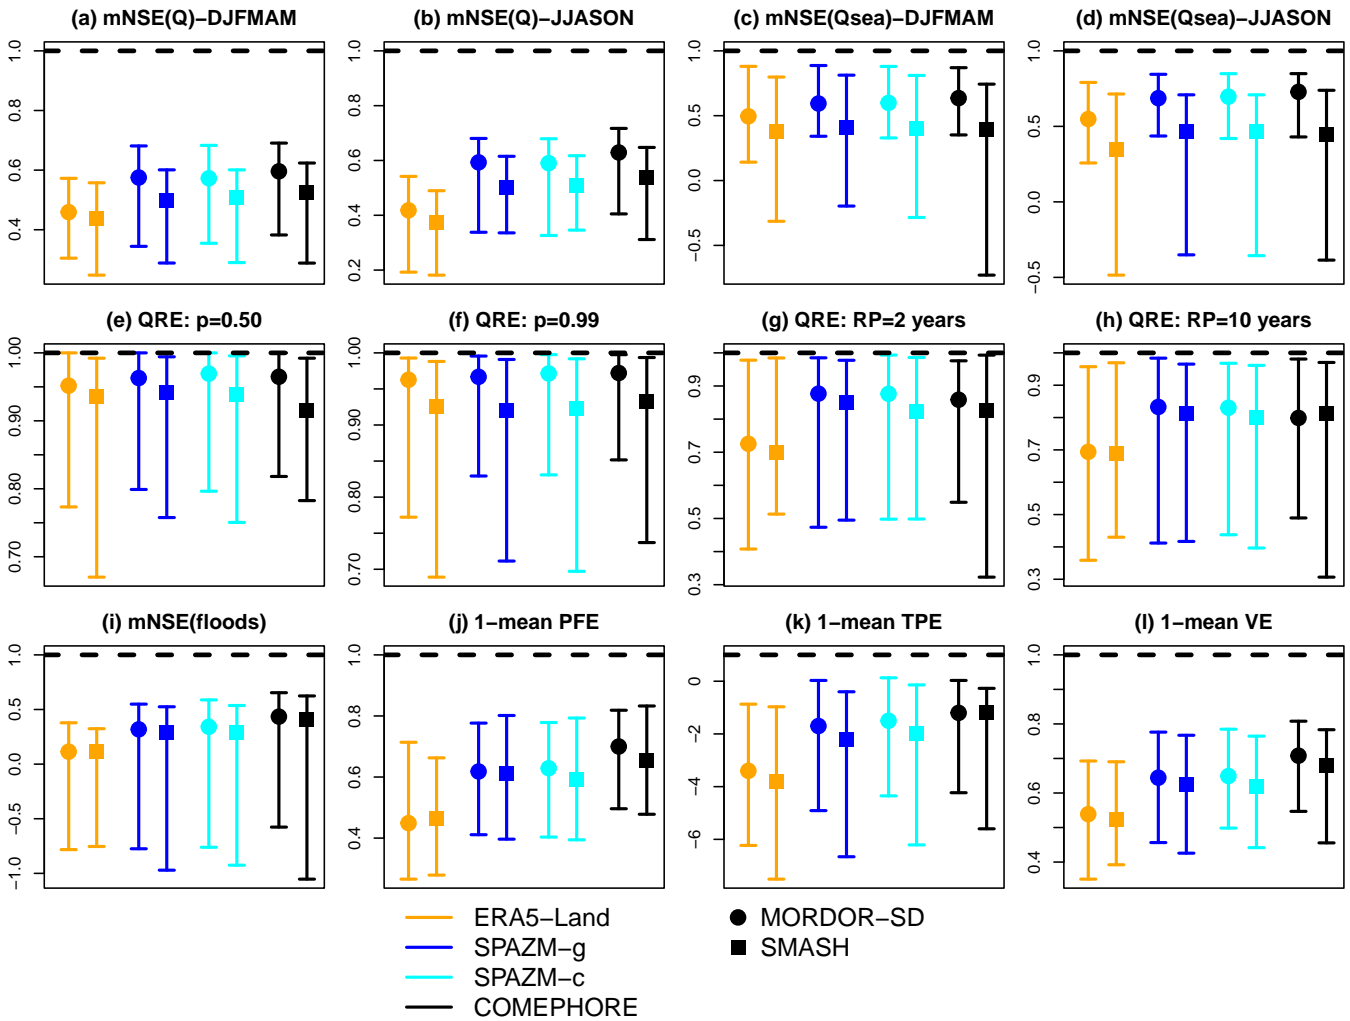 (a) mNSE(Q)−DJFMAM
(b) mNSE(Q)−JJASON
(c) mNSE(Qsea)−DJFMAM
(d) mNSE(Qsea)−JJASON
0.4 0.6 0.8 1.0
0.2 0.4 0.6 0.8 1.0
−0.5 0.0 0.5 1.0
−0.5 0.0 0.5 1.0
(e) QRE: p=0.50
(f) QRE: p=0.99
(g) QRE: RP=2 years
(h) QRE: RP=10 years
0.70 0.80 0.90 1.00
0.70 0.80 0.90 1.00
0.3 0.5 0.7 0.9
0.3 0.5 0.7 0.9
(i) mNSE(floods)
(j) 1−mean PFE
(k) 1−mean TPE
(l) 1−mean VE
−1.0 −0.5 0.0 0.5 1.0
0.4 0.6 0.8 1.0
−6 −4 −2 0
0.4 0.6 0.8 1.0
ERA5−Land
SPAZM−g
SPAZM−c
COMEPHORE
MORDOR−SD
SMASH